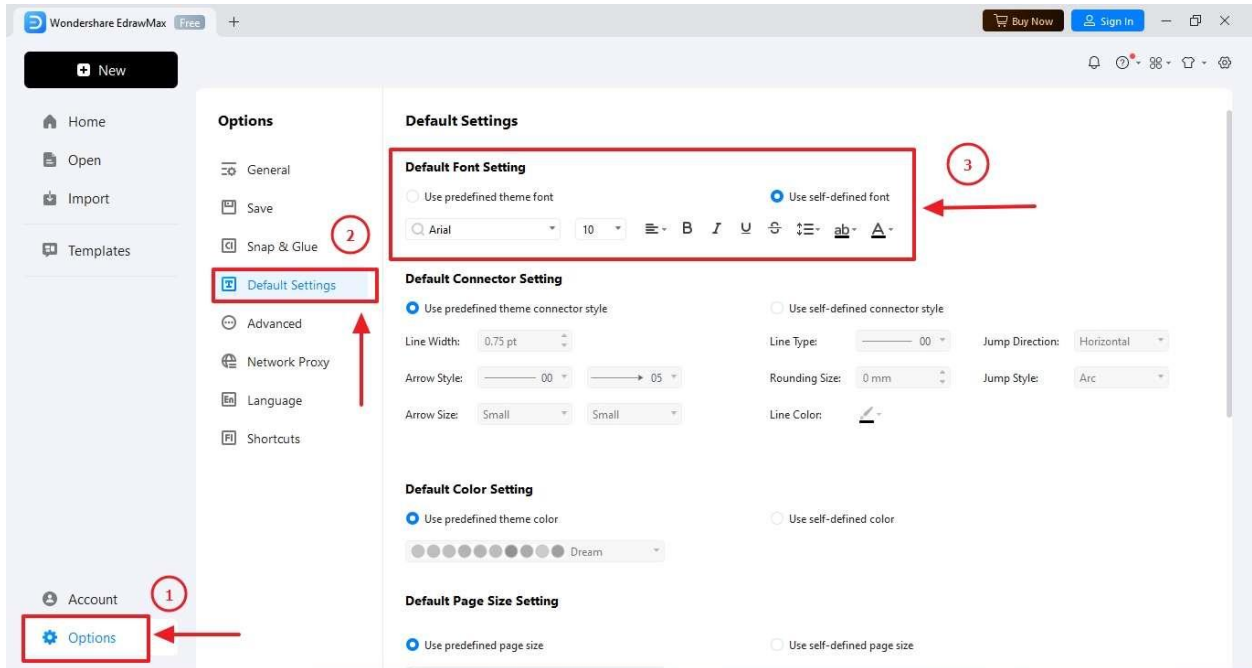 Wondershare EdrawMax Free
Buy Now Sign In
New
Home
Open
Import
Templates
Account
Options
1
Options
General
Save
Snap & Glue
Default Settings
Advanced
Network Proxy
Language
Shortcuts
2
Default Settings
Default Font Setting
Use predefined theme font Use self-defined font
Arial 10 B I U S ab A
3
Default Connector Setting
Use predefined theme connector style Use self-defined connector style
Line Width: 0.75 pt Line Type: 00 Jump Direction: Horizontal
Arrow Style: 00 05 Rounding Size: 0 mm Jump Style: Arc
Arrow Size: Small Small Line Color:
Default Color Setting
Use predefined theme color Use self-defined color
Dream
Default Page Size Setting
Use predefined page size Use self-defined page size